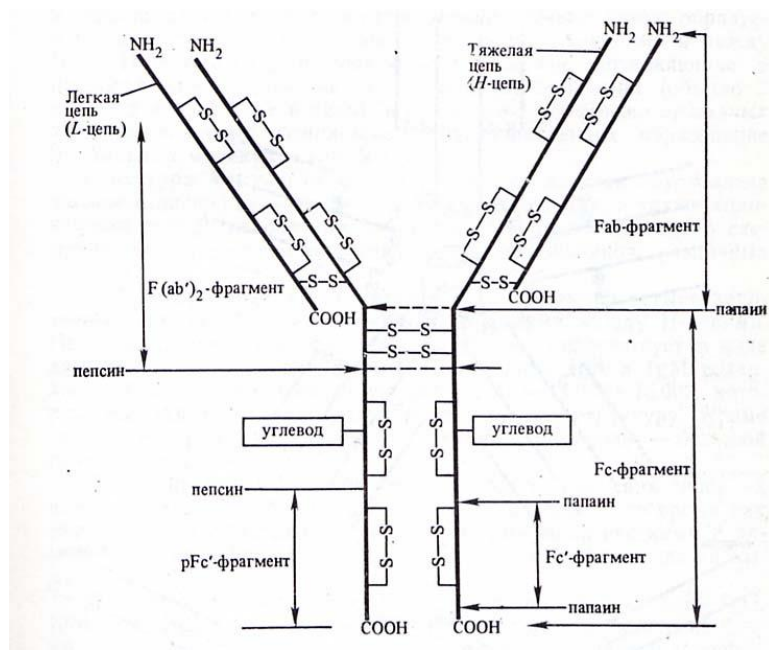 NH2 NH2
NH2 NH2
Легкая
цепь
(L-цепь)
Тяжелая
цепь
(H-цепь)
S-S
S-S
S-S
S-S
S-S
S-S
S-S
S-S
Fab-фрагмент
F(ab′)2-фрагмент
S-S
S-S
COOH
COOH
папаин
S-S
S-S
пепсин
углевод
S-S
S-S
углевод
Fc-фрагмент
пепсин
папаин
pFc′-фрагмент
S-S
S-S
Fc′-фрагмент
папаин
COOH
COOH